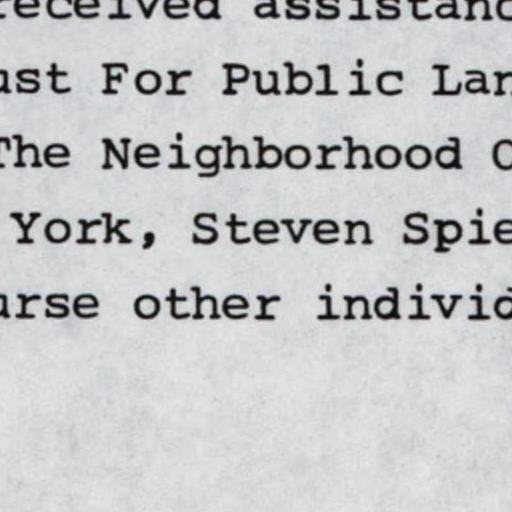 received assistanc
ust For Public Lan
The Neighborhood C
York, Steven Spie
urse other individ